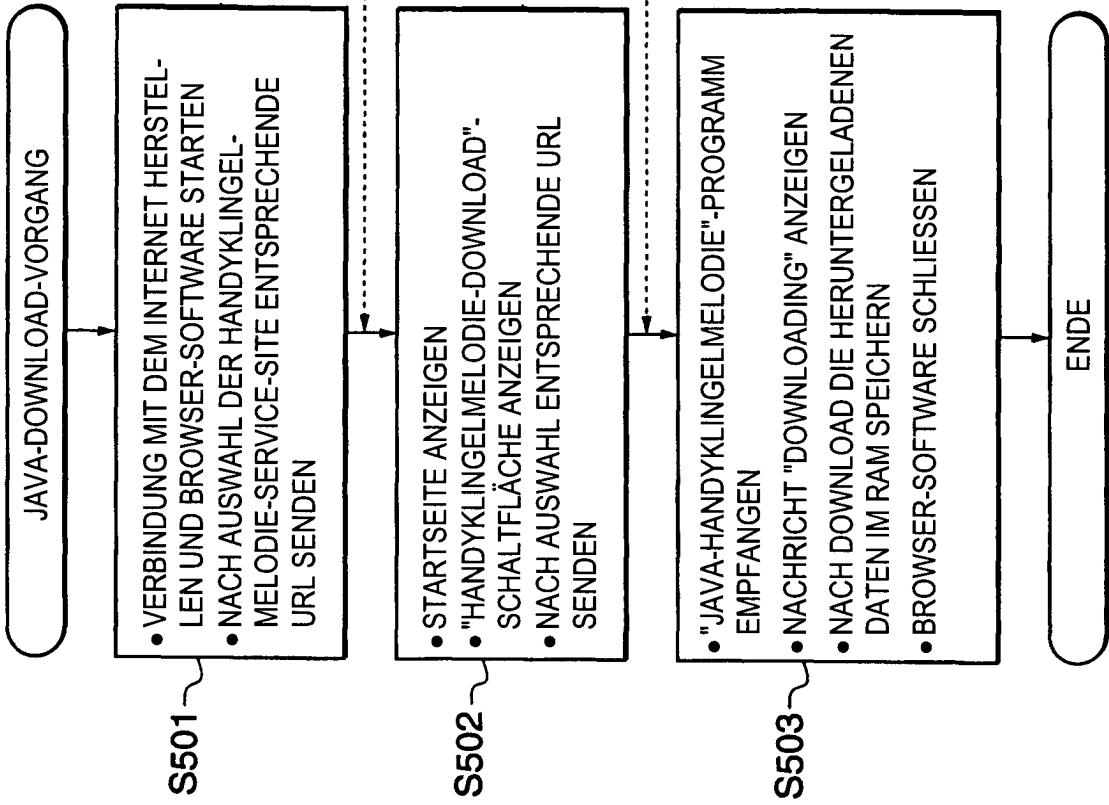 JAVA-DOWNLOAD-VORGANG
S501
• VERBINDUNG MIT DEM INTERNET HERSTEL-
LEN UND BROWSER-SOFTWARE STARTEN
• NACH AUSWAHL DER HANDYKLINGEL-
MELODIE-SERVICE-SITE ENTSPRECHENDE
URL SENDEN
S502
• STARTSEITE ANZEIGEN
• "HANDYKLINGELMELODIE-DOWNLOAD"-
SCHALTFLÄCHE ANZEIGEN
• NACH AUSWAHL ENTSPRECHENDE URL
SENDEN
S503
• "JAVA-HANDYKLINGELMELODIE"-PROGRAMM
EMPFANGEN
• NACHRICHT "DOWNLOADING" ANZEIGEN
• NACH DOWNLOAD DIE HERUNTERGELADENEN
DATEN IM RAM SPEICHERN
• BROWSER-SOFTWARE SCHLIESSEN
ENDE